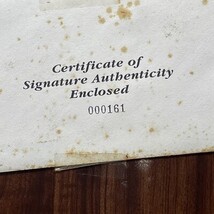 Certificate of
Signature Authenticity
Enclosed
000161